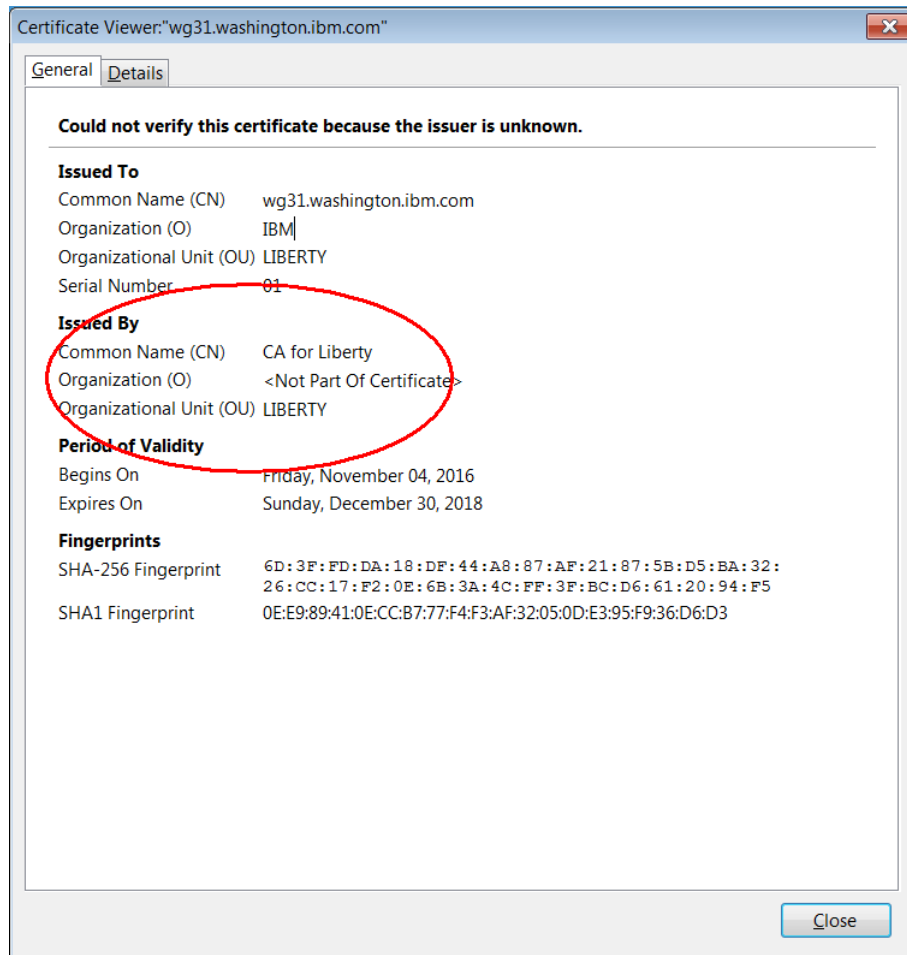 Certificate Viewer:"wg31.washington.ibm.com"
General Details
Could not verify this certificate because the issuer is unknown.
Issued To
Common Name (CN) wg31.washington.ibm.com
Organization (O) IBM
Organizational Unit (OU) LIBERTY
Serial Number 01
Issued By
Common Name (CN) CA for Liberty
Organization (O) <Not Part Of Certificate>
Organizational Unit (OU) LIBERTY
Period of Validity
Begins On Friday, November 04, 2016
Expires On Sunday, December 30, 2018
Fingerprints
SHA-256 Fingerprint 6D:3F:FD:DA:18:DF:44:A8:87:AF:21:87:5B:D5:BA:32:
26:CC:17:F2:0E:6B:3A:4C:FF:3F:BC:D6:61:20:94:F5
SHA1 Fingerprint 0E:E9:89:41:0E:CC:B7:77:F4:F3:AF:32:05:0D:E3:95:F9:36:D6:D3
Close